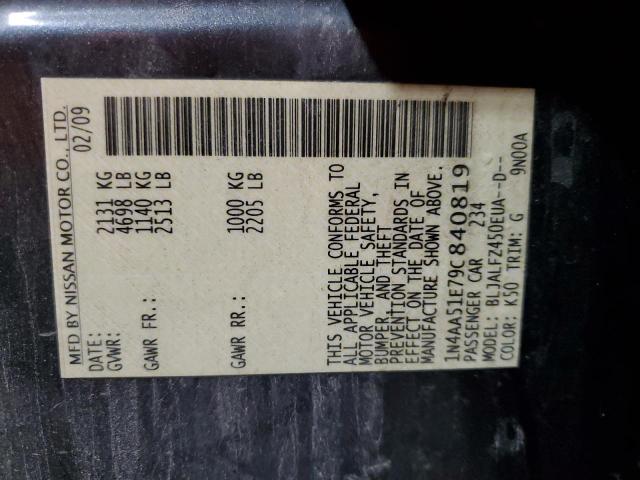 MFD BY NISSAN MOTOR CO., LTD.
DATE: 02/09
GVWR: 2131 KG
4698 LB
GAWR FR.: 1140 KG
2513 LB
GAWR RR.: 1000 KG
2205 LB
THIS VEHICLE CONFORMS TO
ALL APPLICABLE FEDERAL
MOTOR VEHICLE SAFETY,
BUMPER, AND THEFT
PREVENTION STANDARDS IN
EFFECT ON THE DATE OF
MANUFACTURE SHOWN ABOVE.
1N4AA51E79C840819
PASSENGER CAR 234
MODEL: BLJALFZ450EUA--D--
COLOR: K50 TRIM: G 9N00A